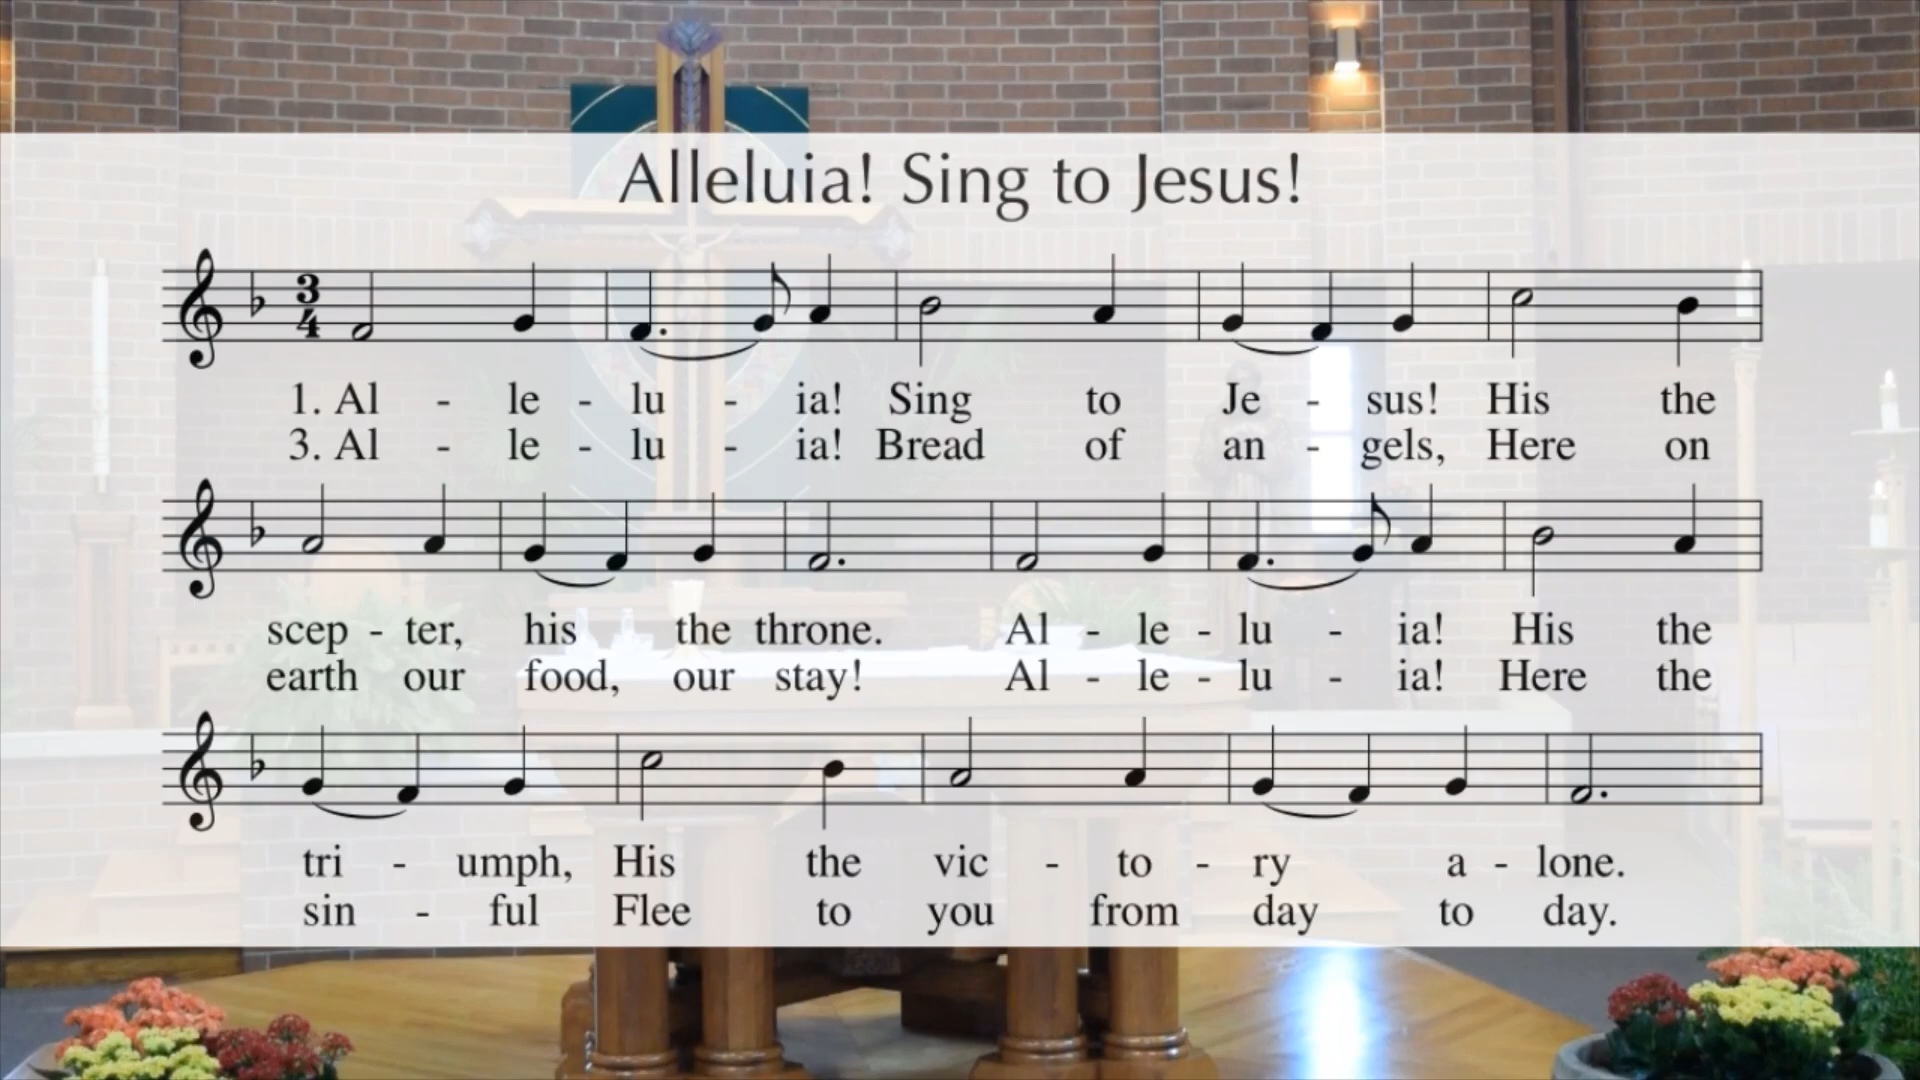 Alleluia! Sing to Jesus!
3
4
1. Al - le - lu - ia! Sing to Je - sus! His the
3. Al - le - lu - ia! Bread of an - gels, Here on
scep - ter, his the throne. Al - le - lu - ia! His the
earth our food, our stay! Al - le - lu - ia! Here the
tri - umph, His the vic - to - ry a - lone.
sin - ful Flee to you from day to day.